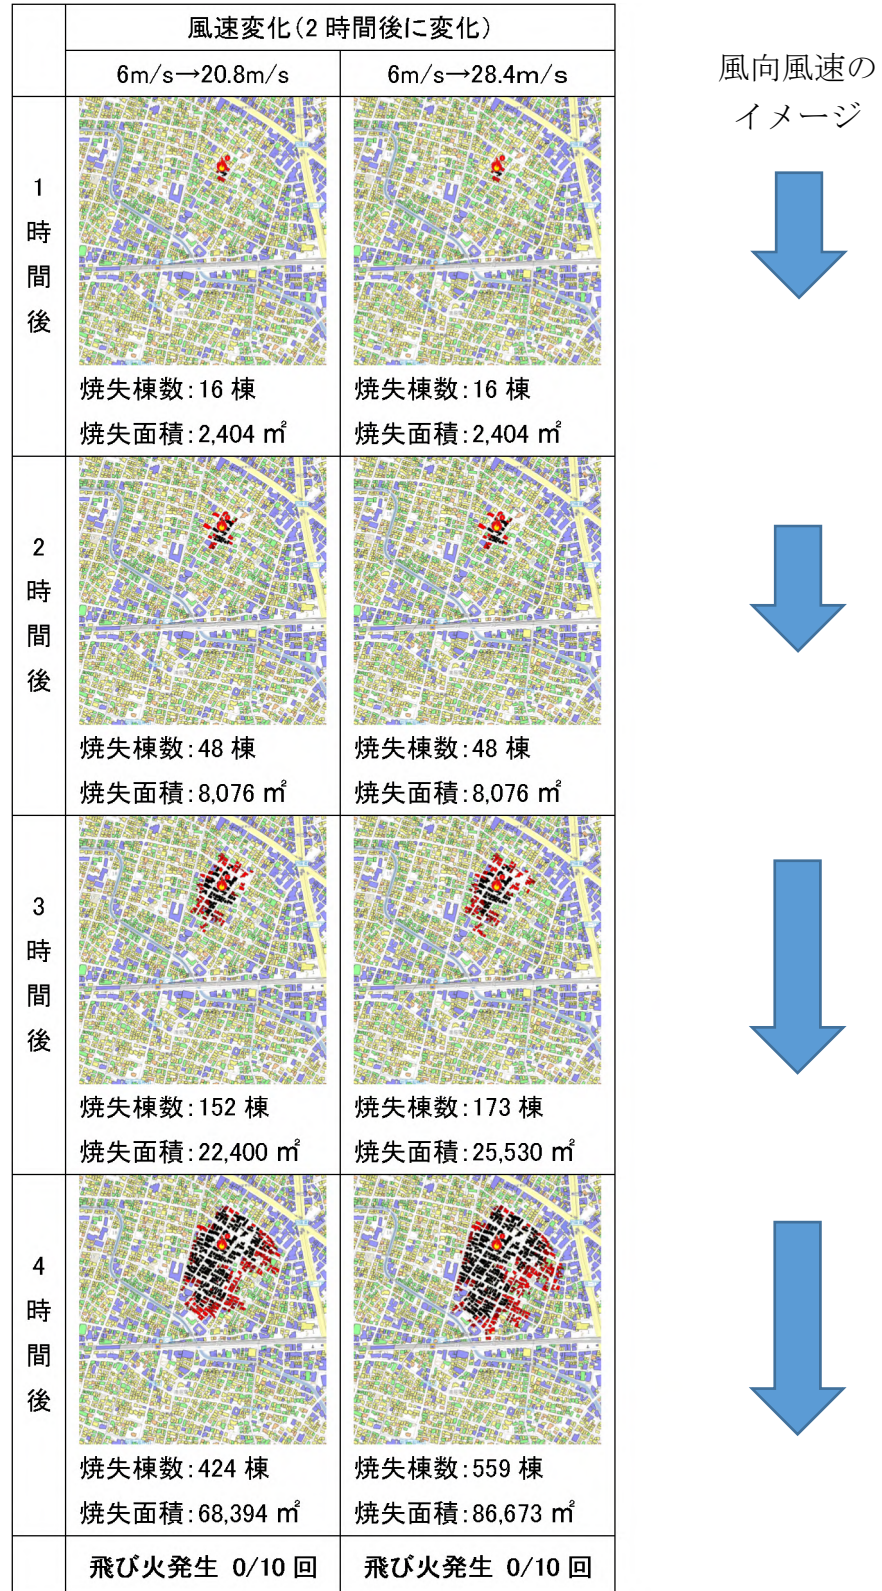 風速変化(2 時間後に変化)
6m/s→20.8m/s
6m/s→28.4m/s
風向風速の
イメージ
1時間後
焼失棟数:16 棟
焼失面積:2,404 ㎡
焼失棟数:16 棟
焼失面積:2,404 ㎡
2時間後
焼失棟数:48 棟
焼失面積:8,076 ㎡
焼失棟数:48 棟
焼失面積:8,076 ㎡
3時間後
焼失棟数:152 棟
焼失面積:22,400 ㎡
焼失棟数:173 棟
焼失面積:25,530 ㎡
4時間後
焼失棟数:424 棟
焼失面積:68,394 ㎡
焼失棟数:559 棟
焼失面積:86,673 ㎡
飛び火発生 0/10 回
飛び火発生 0/10 回